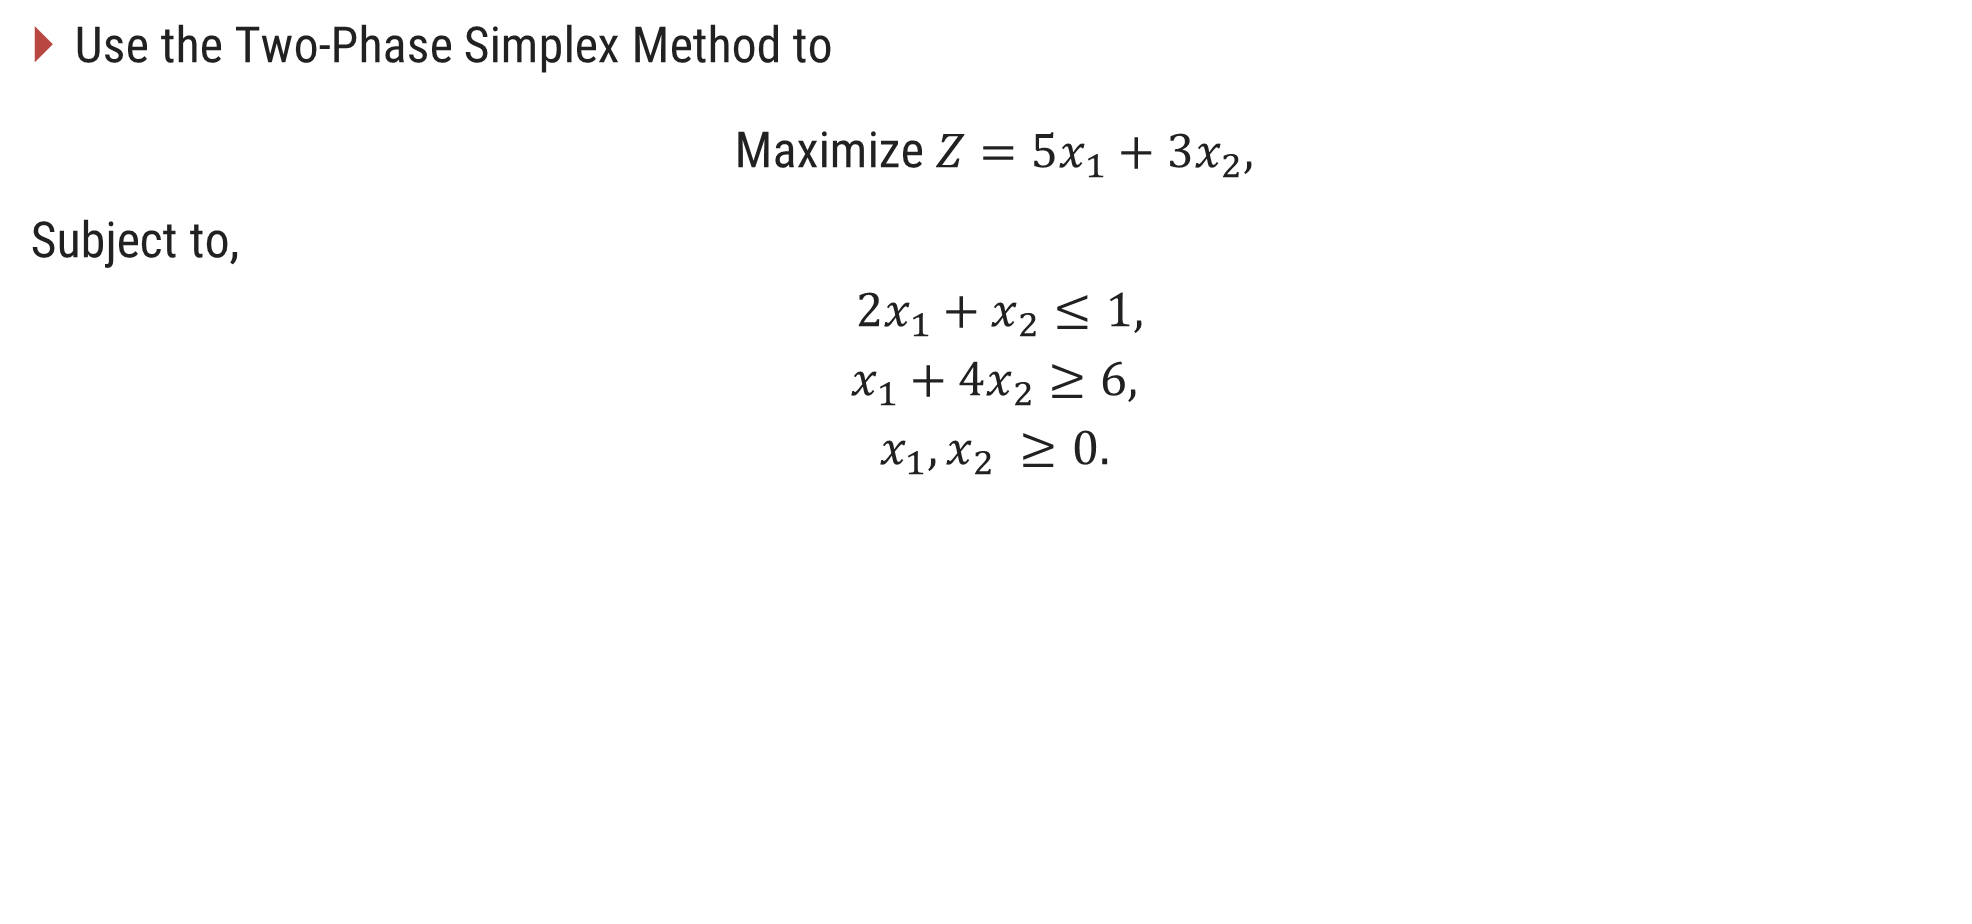 Use the Two-Phase Simplex Method to
Maximize Z = 5x₁ + 3x₂,
Subject to,
2x₁ + x₂ ≤ 1,
x₁ + 4x₂ ≥ 6,
x₁, x₂ ≥ 0.